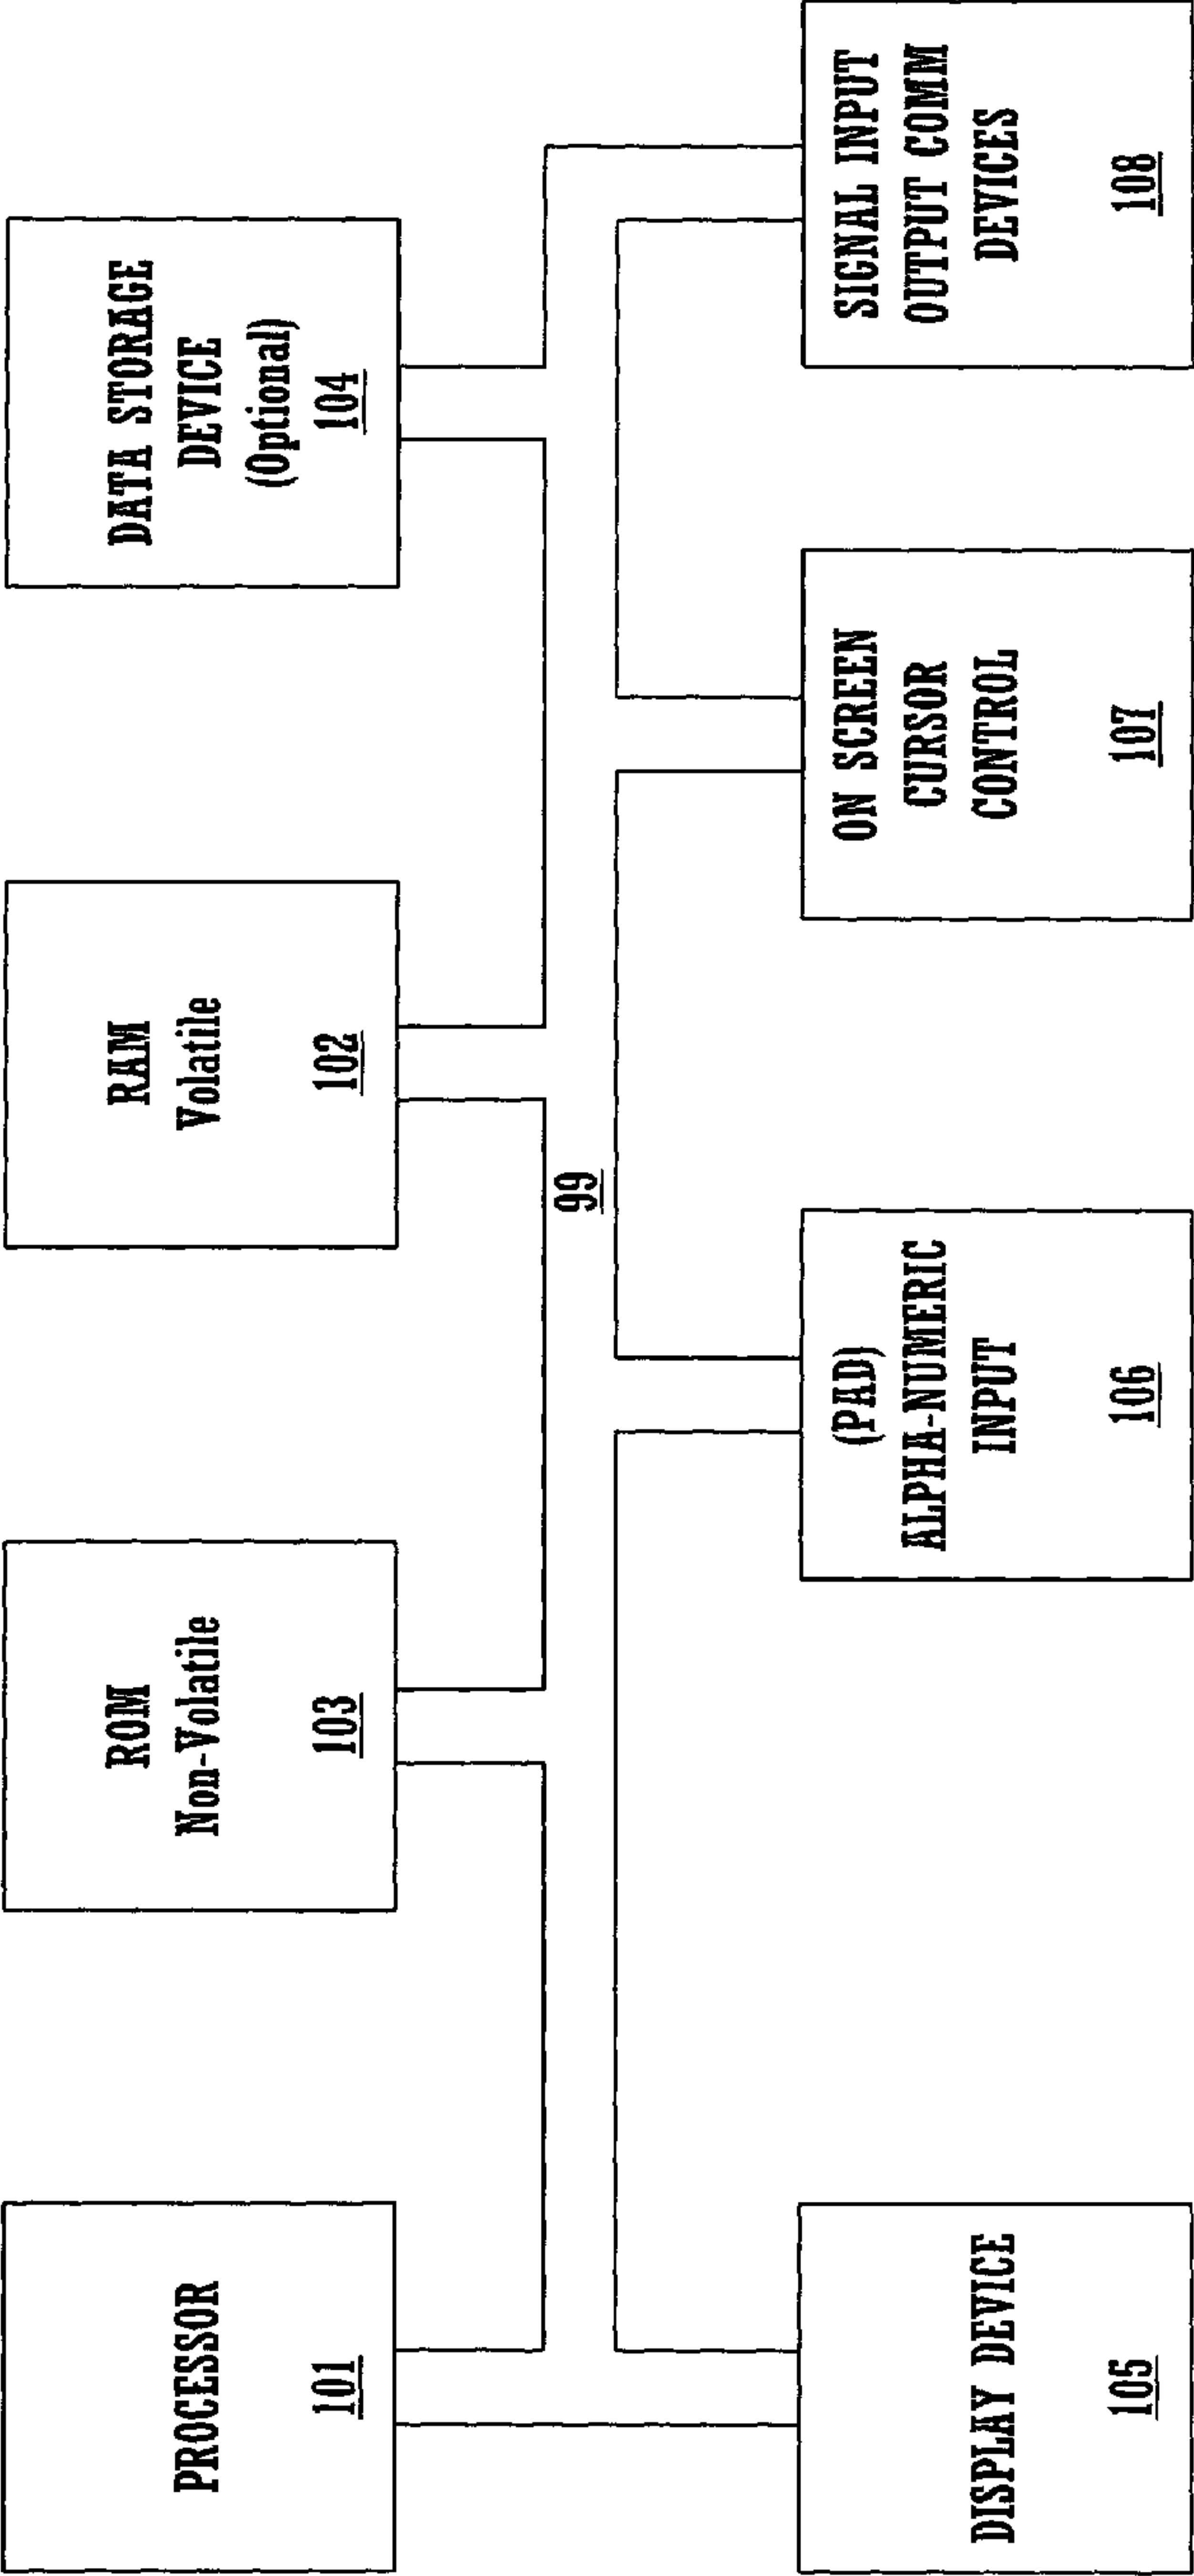 PROCESSOR
101
ROM
Non-Volatile
103
RAM
Volatile
102
DATA STORAGE
DEVICE
(Optional)
104
99
DISPLAY DEVICE
105
(PAD)
ALPHA-NUMERIC
INPUT
106
ON SCREEN
CURSOR
CONTROL
107
SIGNAL INPUT
OUTPUT COMM
DEVICES
108